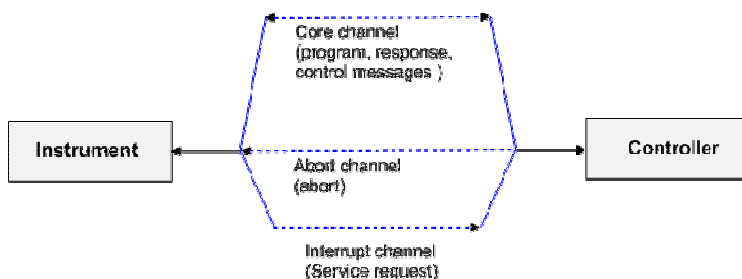 Core channel
(program, response,
control messages )
Instrument
Controller
Abort channel
(abort)
Interrupt channel
(Service request)